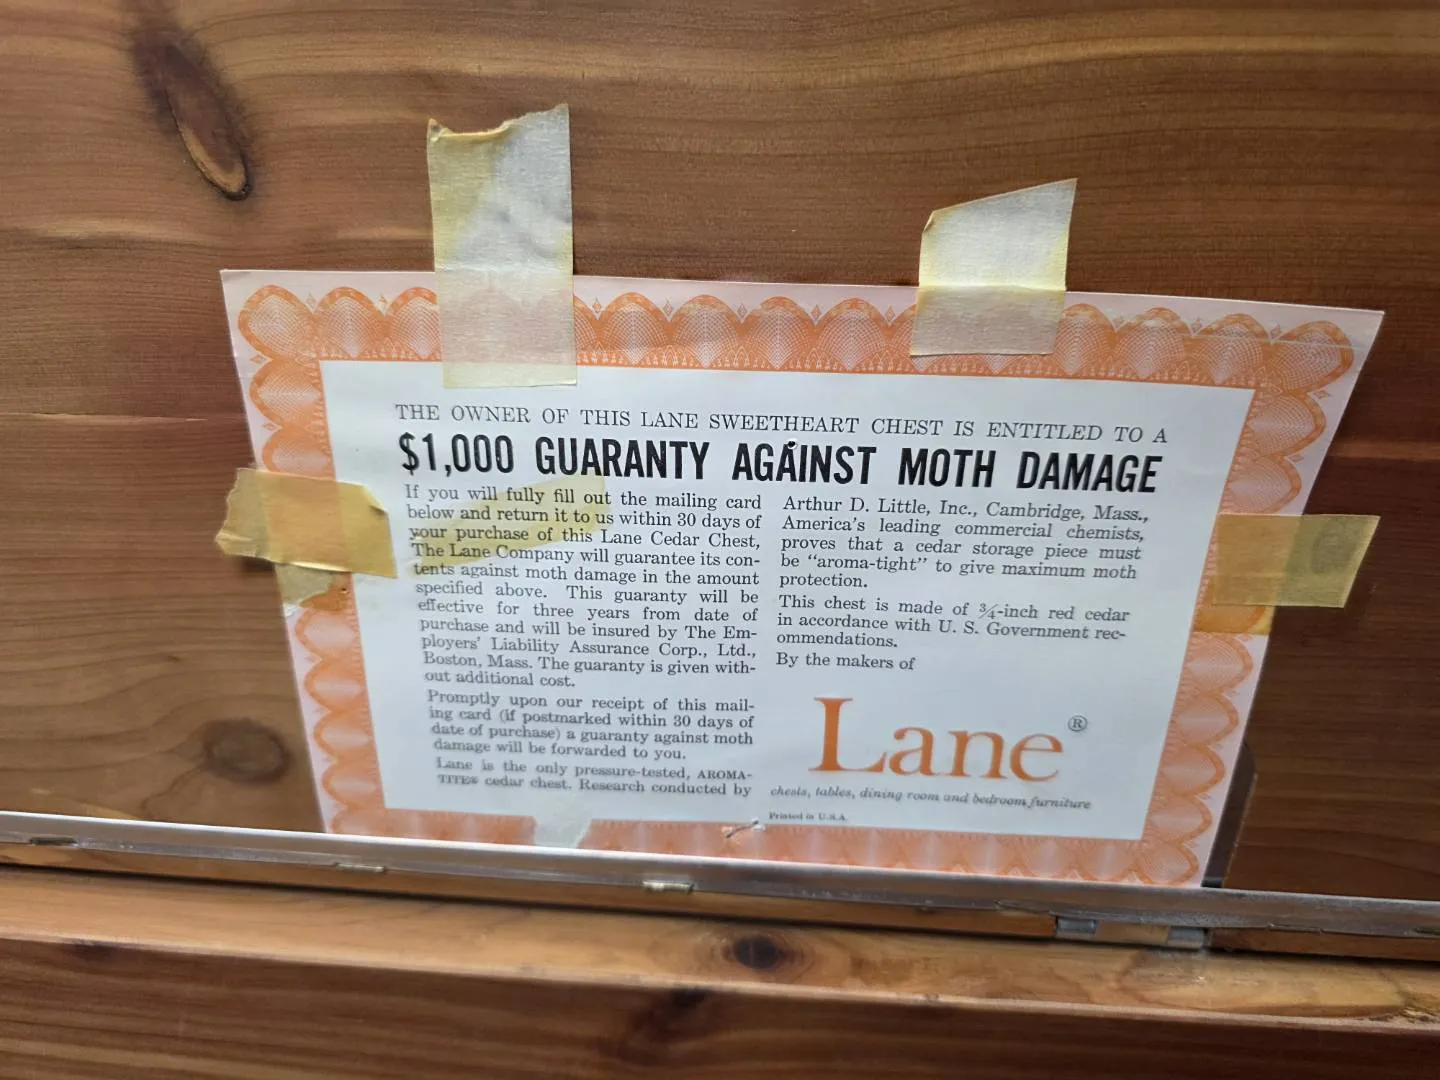 THE OWNER OF THIS LANE SWEETHEART CHEST IS ENTITLED TO A
$1,000 GUARANTY AGAINST MOTH DAMAGE
If you will fully fill out the mailing card
below and return it to us within 30 days of
your purchase of this Lane Cedar Chest,
The Lane Company will guarantee its con-
tents against moth damage in the amount
specified above. This guaranty will be
effective for three years from date of
purchase and will be insured by The Em-
ployers' Liability Assurance Corp., Ltd.,
Boston, Mass. The guaranty is given with-
out additional cost.
Promptly upon our receipt of this mail-
ing card (if postmarked within 30 days of
date of purchase) a guaranty against moth
damage will be forwarded to you.
Lane is the only pressure-tested, AROMA-
TITE® cedar chest. Research conducted by
Arthur D. Little, Inc., Cambridge, Mass.,
America's leading commercial chemists,
proves that a cedar storage piece must
be "aroma-tight" to give maximum moth
protection.
This chest is made of ¾-inch red cedar
in accordance with U. S. Government rec-
ommendations.
By the makers of
Lane ®
chests, tables, dining room and bedroom furniture
Printed in U.S.A.